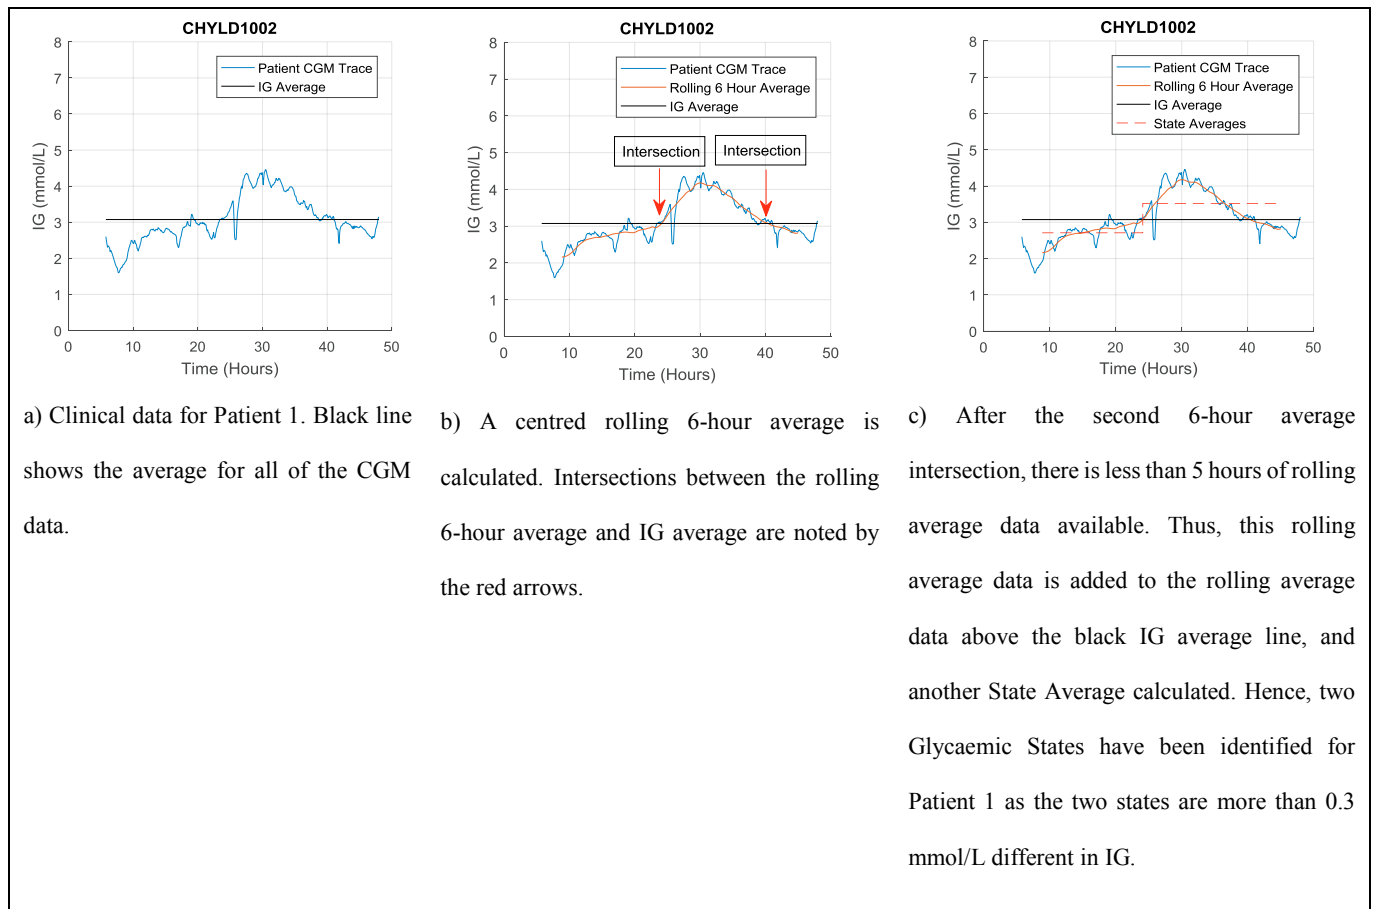 CHYLD1002
8
7
6
5
4
3
2
1
0
IG (mmol/L)
Patient CGM Trace
IG Average
0 10 20 30 40 50
Time (Hours)
a) Clinical data for Patient 1. Black line
shows the average for all of the CGM
data.
CHYLD1002
8
7
6
5
4
3
2
1
0
IG (mmol/L)
Patient CGM Trace
Rolling 6 Hour Average
IG Average
Intersection
Intersection
0 10 20 30 40 50
Time (Hours)
b) A centred rolling 6-hour average is
calculated. Intersections between the rolling
6-hour average and IG average are noted by
the red arrows.
CHYLD1002
8
7
6
5
4
3
2
1
0
IG (mmol/L)
Patient CGM Trace
Rolling 6 Hour Average
IG Average
State Averages
0 10 20 30 40 50
Time (Hours)
c) After the second 6-hour average
intersection, there is less than 5 hours of rolling
average data available. Thus, this rolling
average data is added to the rolling average
data above the black IG average line, and
another State Average calculated. Hence, two
Glycaemic States have been identified for
Patient 1 as the two states are more than 0.3
mmol/L different in IG.